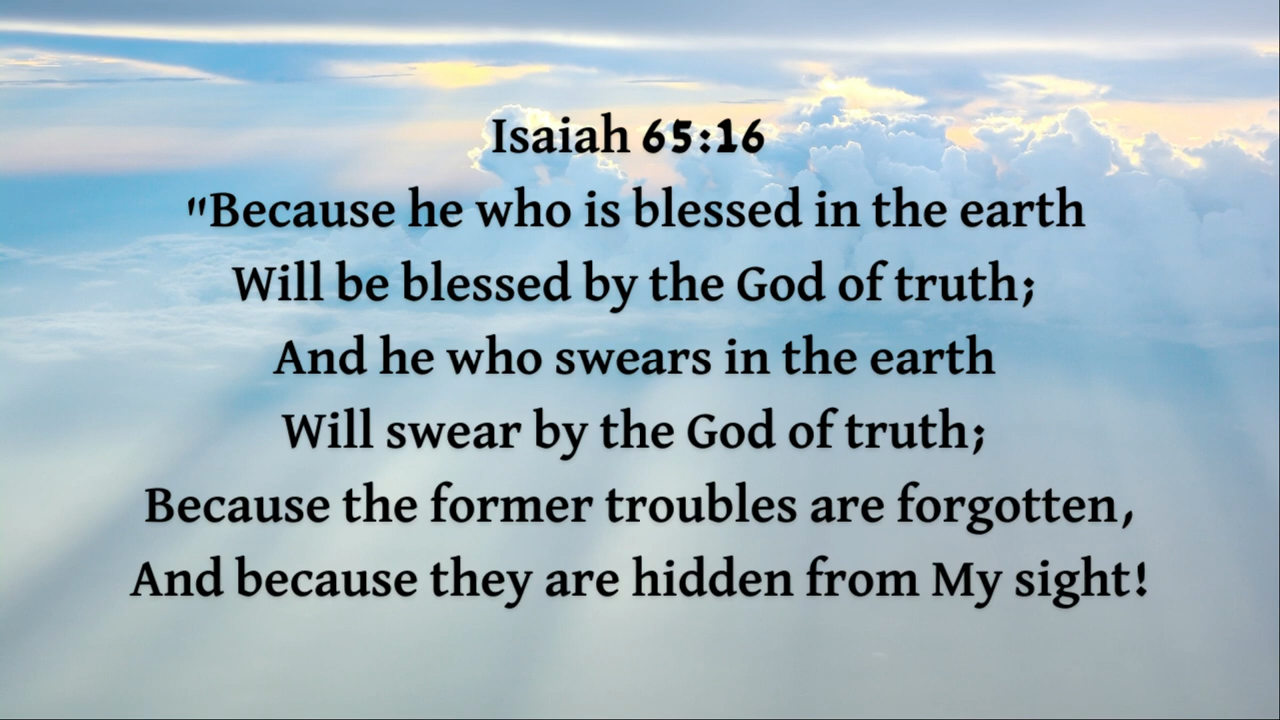 Isaiah 65:16
"Because he who is blessed in the earth
Will be blessed by the God of truth;
And he who swears in the earth
Will swear by the God of truth;
Because the former troubles are forgotten,
And because they are hidden from My sight!